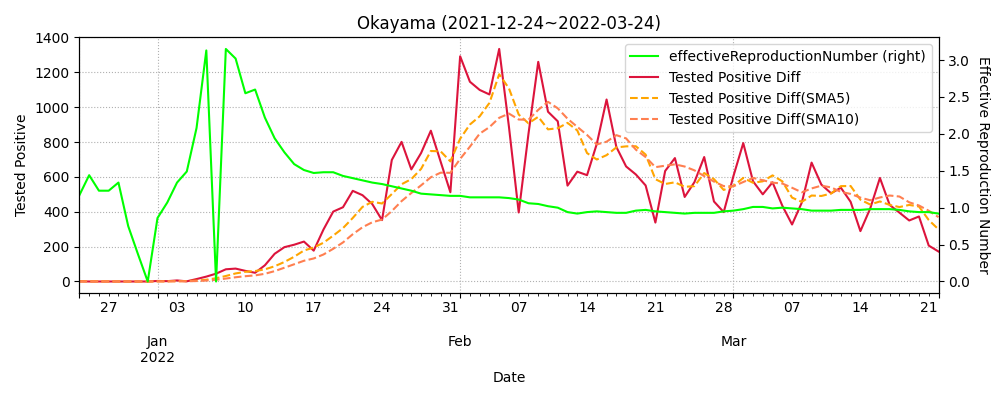 Okayama (2021-12-24~2022-03-24)
effectiveReproductionNumber (right)
Tested Positive Diff
Tested Positive Diff(SMA5)
Tested Positive Diff(SMA10)
Tested Positive
1400
1200
1000
800
600
400
200
0
Effective Reproduction Number
3.0
2.5
2.0
1.5
1.0
0.5
0.0
27 03 10 17 24 31 07 14 21 28 07 14 21
Jan Feb Mar
2022
Date